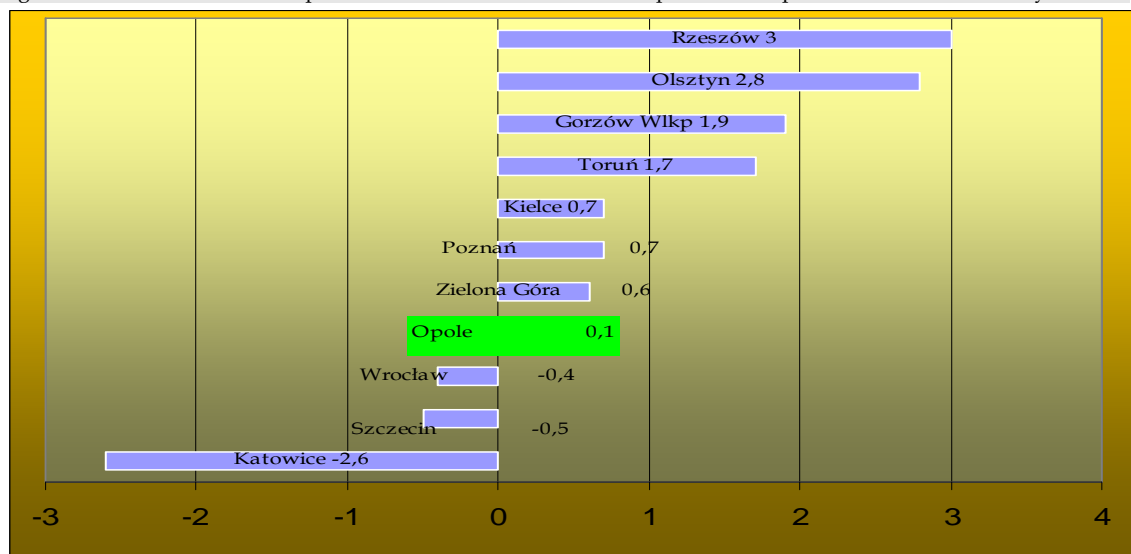 Rzeszów 3
Olsztyn 2,8
Gorzów Wlkp 1,9
Toruń 1,7
Kielce 0,7
Poznań 0,7
Zielona Góra 0,6
Opole 0,1
Wrocław -0,4
Szczecin -0,5
Katowice -2,6
-3 -2 -1 0 1 2 3 4